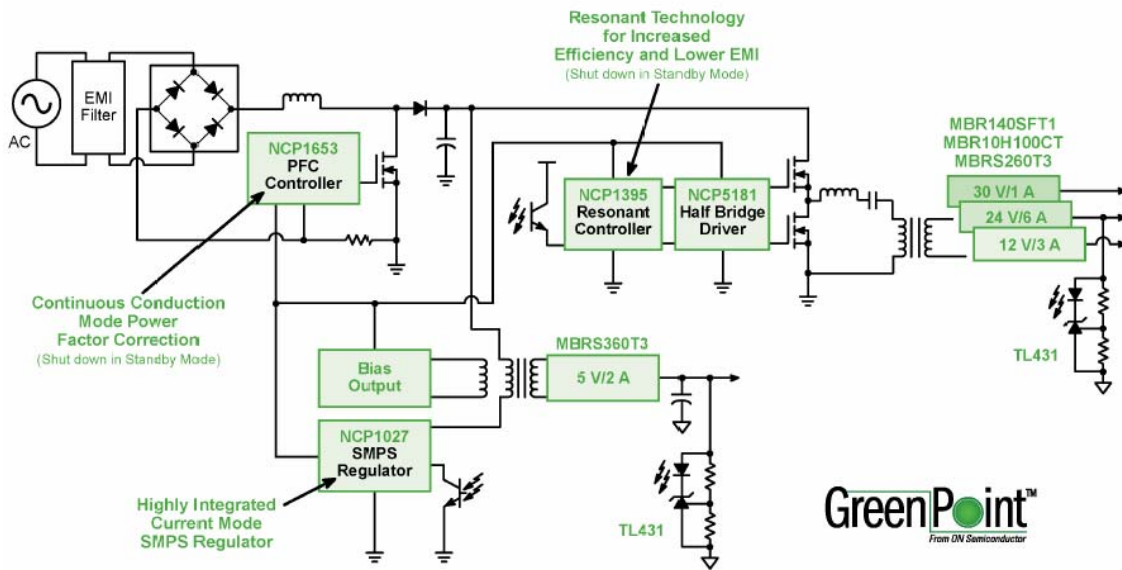 Resonant Technology
for Increased
Efficiency and Lower EMI
(Shut down in Standby Mode)
EMI
Filter
AC
NCP1653
PFC
Controller
MBR140SFT1
MBR10H100CT
MBRS260T3
NCP1395
Resonant
Controller
NCP5181
Half Bridge
Driver
30 V/1 A
24 V/6 A
12 V/3 A
Continuous Conduction
Mode Power
Factor Correction
(Shut down in Standby Mode)
TL431
MBRS360T3
Bias
Output
5 V/2 A
NCP1027
SMPS
Regulator
Highly Integrated
Current Mode
SMPS Regulator
TL431
GreenPoint™
From ON Semiconductor